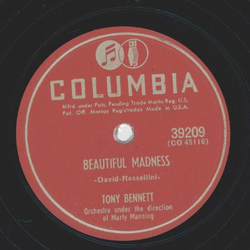 COLUMBIA
Mfrd. under Pats. Pending Trade Marks Reg. U.S.
Pat. Off. Marcas Registradas Made in U.S.A.
39209
(CO 45116)
BEAUTIFUL MADNESS
-David-Rossellini-
TONY BENNETT
Orchestra under the direction
of Marty Manning